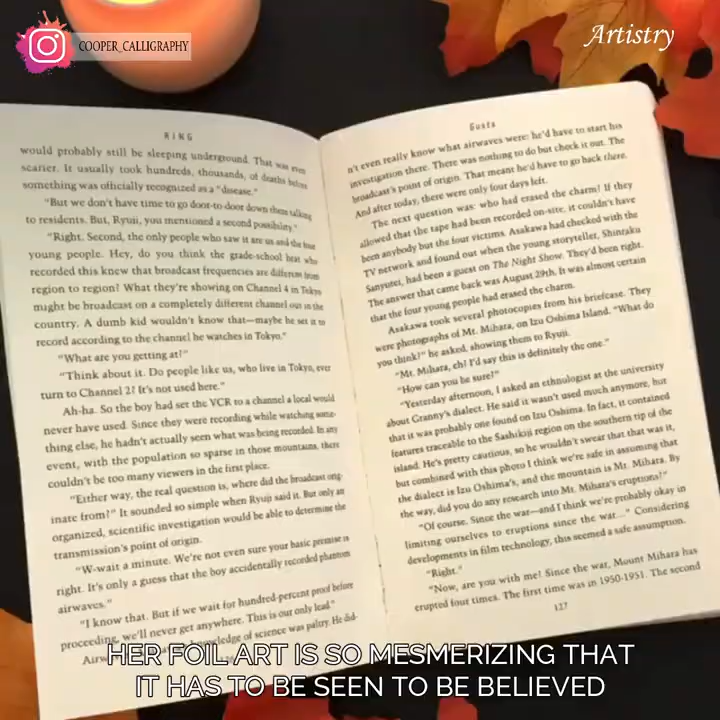 COOPER_CALLIGRAPHY
Artistry
RING
would probably still be sleeping underground. That was even
scarier. It usually took hundreds, thousands, of deaths before
something was officially recognized as a "disease."
"But we don't have time to go door-to-door down there talking
to residents. But, Ryuji, you mentioned a second possibility."
"Right. Second, the only people who saw it are us and the four
young people. Hey, do you think the grade-school brat who
recorded this knew that broadcast frequencies are different from
region to region? What they're showing on Channel 4 in Tokyo
might be broadcast on a completely different channel out in the
country. A dumb kid wouldn't know that—maybe he set it to
record according to the channel he watches in Tokyo."
"What are you getting at?"
"Think about it. Do people like us, who live in Tokyo, ever
turn to Channel 2? It's not used here."
Ah-ha. So the boy had set the VCR to a channel a local would
never have used. Since they were recording while watching some-
thing else, he hadn't actually seen what was being recorded. In any
event, with the population so sparse in those mountains, there
couldn't be too many viewers in the first place.
"Either way, the real question is, where did the broadcast orig-
inate from?" It sounded so simple when Ryuji said it. But only an
organized, scientific investigation would be able to determine the
transmission's point of origin.
"W-wait a minute. We're not even sure your basic premise is
right. It's only a guess that the boy accidentally recorded phantom
airwaves."
"I know that. But if we wait for hundred-percent proof before
proceeding, we'll never get anywhere. This is our only lead."
Airw knowledge of science was paltry. He did-
Gusts
n't even really know what airwaves were: he'd have to start his
investigation there. There was nothing to do but check it out. The
broadcast's point of origin. That meant he'd have to go back there.
And after today, there were only four days left.
The next question was: who had erased the charm? If they
allowed that the tape had been recorded on-site, it couldn't have
been anybody but the four victims. Asakawa had checked with the
TV network and found out when the young storyteller, Shinraku
Sanyutei, had been a guest on The Night Show. They'd been right.
The answer that came back was August 29th. It was almost certain
that the four young people had erased the charm.
Asakawa took several photocopies from his briefcase. They
were photographs of Mt. Mihara, on Izu Oshima Island. "What do
you think?" he asked, showing them to Ryuji.
"Mt. Mihara, eh? I'd say this is definitely the one."
"How can you be sure?"
"Yesterday afternoon, I asked an ethnologist at the university
about Granny's dialect. He said it wasn't used much anymore, but
that it was probably one found on Izu Oshima. In fact, it contained
features traceable to the Sashikiji region on the southern tip of the
island. He's pretty cautious, so he wouldn't swear that that was it,
but combined with this photo I think we're safe in assuming that
the dialect is Izu Oshima's, and the mountain is Mt. Mihara. By
the way, did you do any research into Mt. Mihara's eruptions?"
"Of course. Since the war—and I think we're probably okay in
limiting ourselves to eruptions since the war..." Considering
developments in film technology, this seemed a safe assumption.
"Right."
"Now, are you with me? Since the war, Mount Mihara has
erupted four times. The first time was in 1950-1951. The second
127
HER FOIL ART IS SO MESMERIZING THAT
IT HAS TO BE SEEN TO BE BELIEVED